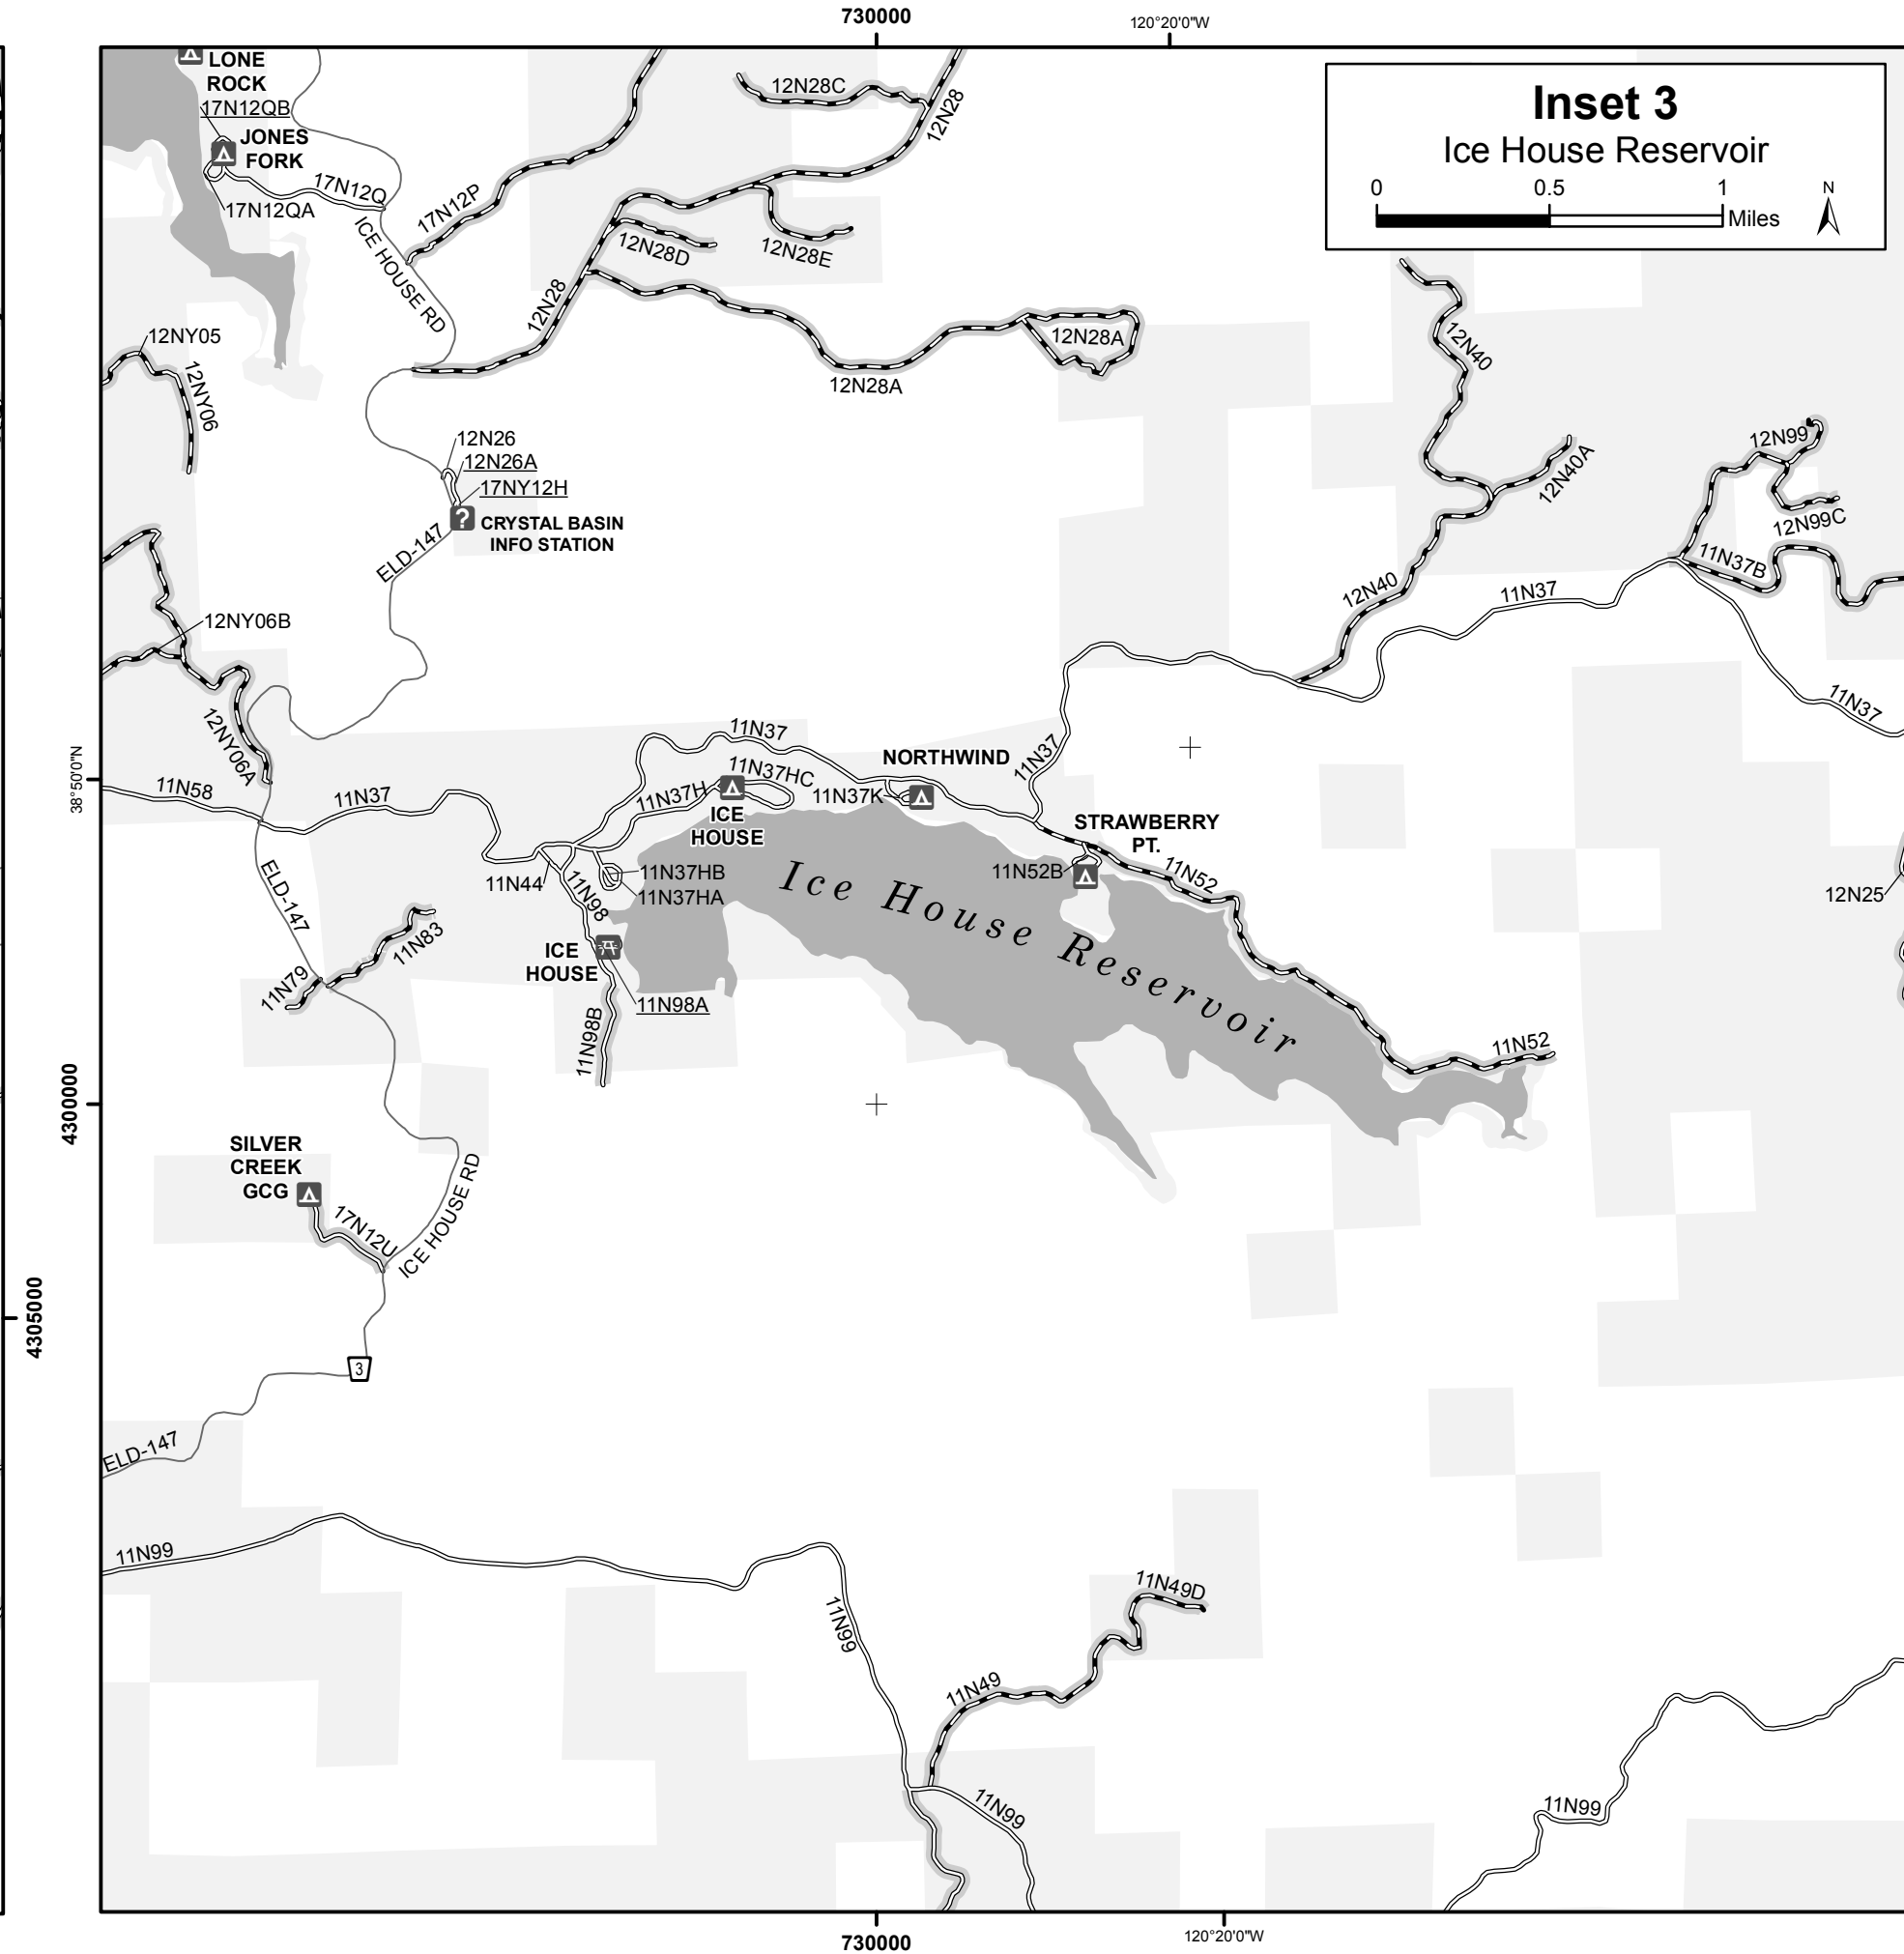 730000
120°20'0"W
LONE
ROCK
17N12QB
JONES
FORK
17N12Q
17N12QA
ICE HOUSE RD
17N12P
12N28C
12N28
12N28D
12N28E
12N28
12N28A
12N28A
Inset 3
Ice House Reservoir
0 0.5 1
Miles
N
12NY05
12NY06
12N40
12N99
12N40A
12N99C
12N26
12N26A
17NY12H
?
CRYSTAL BASIN
INFO STATION
ELD-147
12N40
11N37
11N37B
12NY06B
12NY06A
11N37
38°50'0"N
11N58
11N37
11N37
11N37HC
11N37H
ICE
HOUSE
NORTHWIND
11N37K
11N37
STRAWBERRY
PT.
11N52B
11N52
12N25
11N44
11N98
11N37HB
11N37HA
Ice House Reservoir
ELD-147
11N83
11N79
ICE
HOUSE
11N98A
11N98B
11N52
4300000
SILVER
CREEK
GCG
17N12U
ICE HOUSE RD
4305000
3
ELD-147
11N99
11N99
11N49D
11N49
11N99
11N99
730000
120°20'0"W